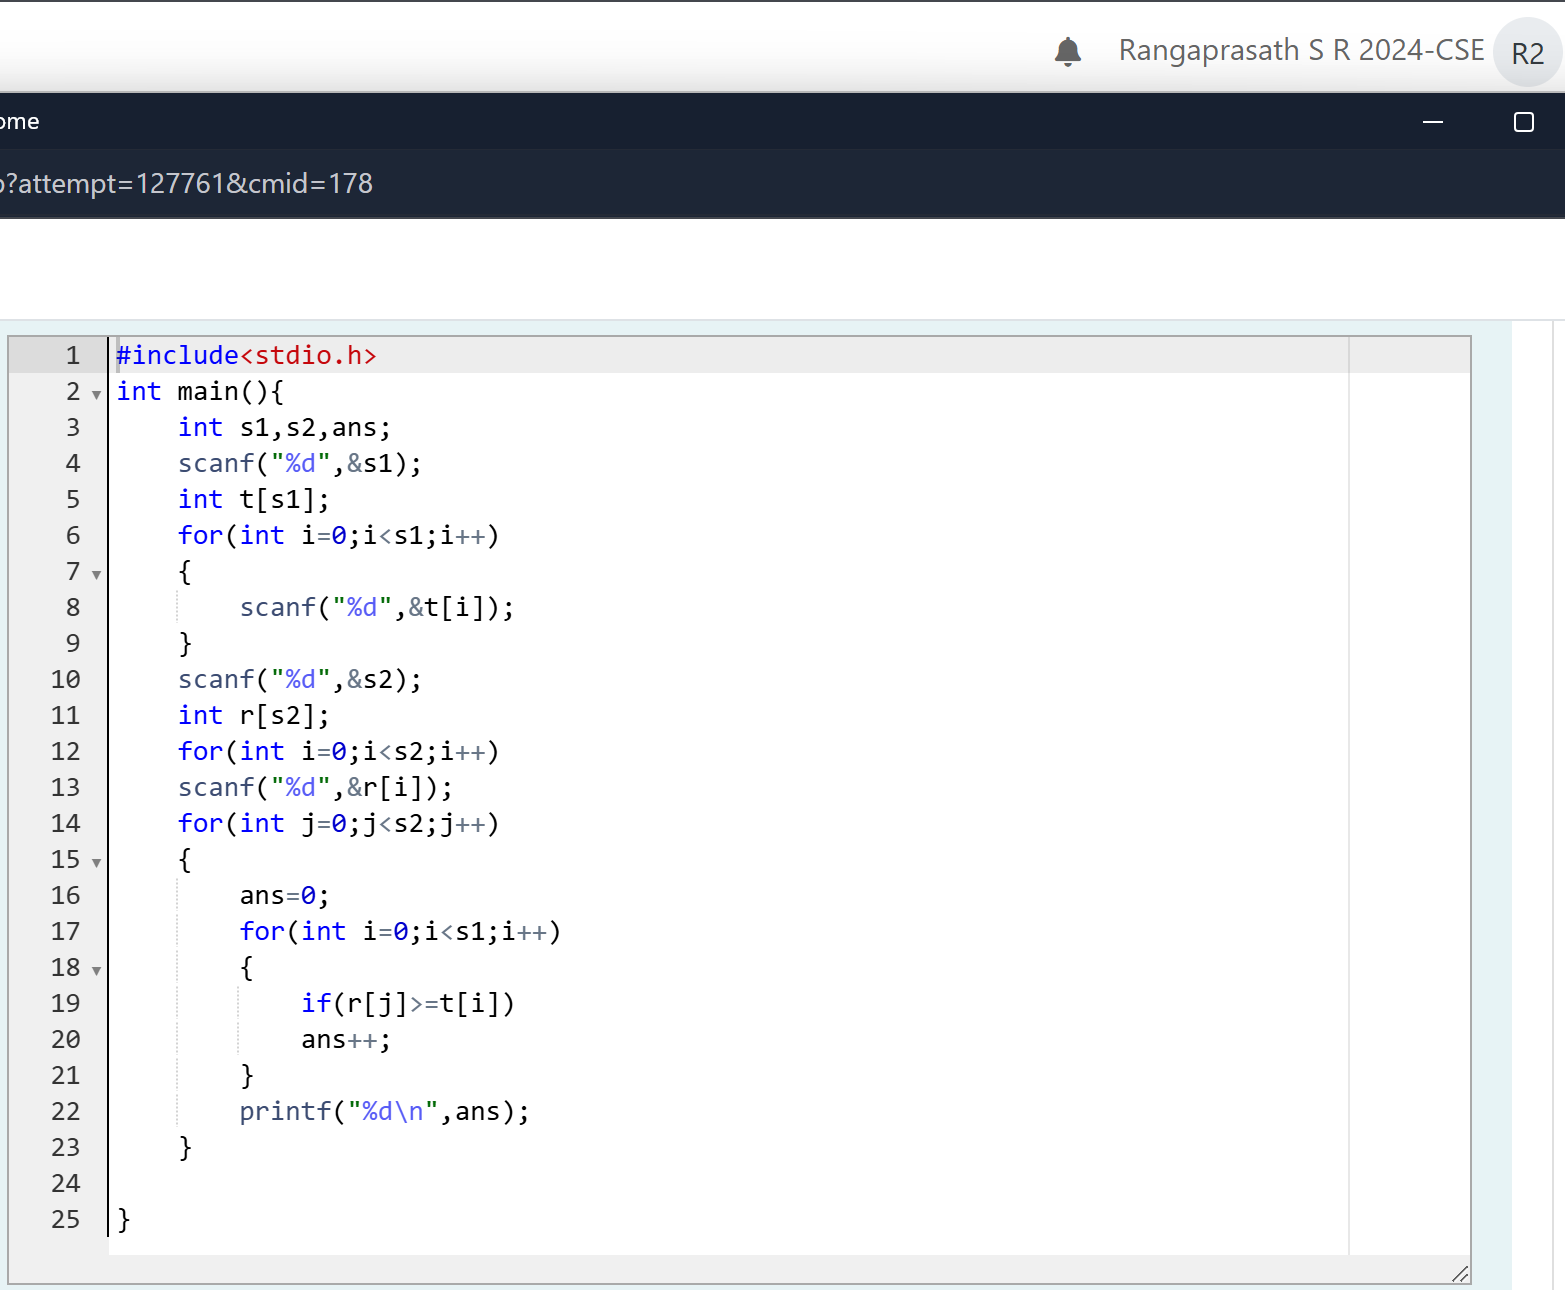 Rangaprasath S R 2024-CSE R2
ome
?attempt=127761&cmid=178
1 #include<stdio.h>
2 int main(){
3     int s1,s2,ans;
4     scanf("%d",&s1);
5     int t[s1];
6     for(int i=0;i<s1;i++)
7     {
8         scanf("%d",&t[i]);
9     }
10     scanf("%d",&s2);
11     int r[s2];
12     for(int i=0;i<s2;i++)
13     scanf("%d",&r[i]);
14     for(int j=0;j<s2;j++)
15     {
16         ans=0;
17         for(int i=0;i<s1;i++)
18         {
19             if(r[j]>=t[i])
20             ans++;
21         }
22         printf("%d\n",ans);
23     }
24
25 }